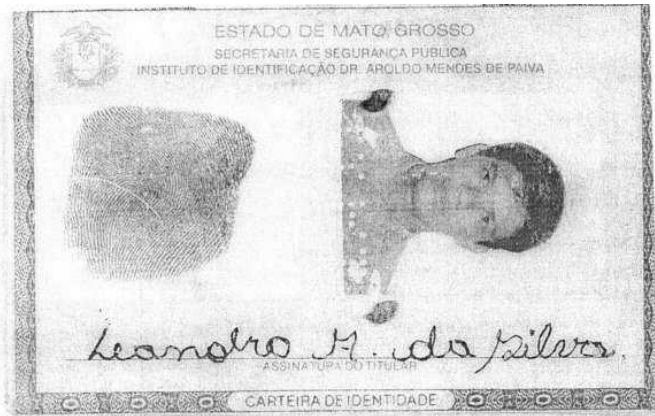 ESTADO DE MATO GROSSO
SECRETARIA DE SEGURANÇA PUBLICA
INSTITUTO DE IDENTIFICAÇÃO DR. AROLDO MENDES DE PAIVA
Leandro M. da Silva
ASSINATURA DO TITULAR
CARTEIRA DE IDENTIDADE